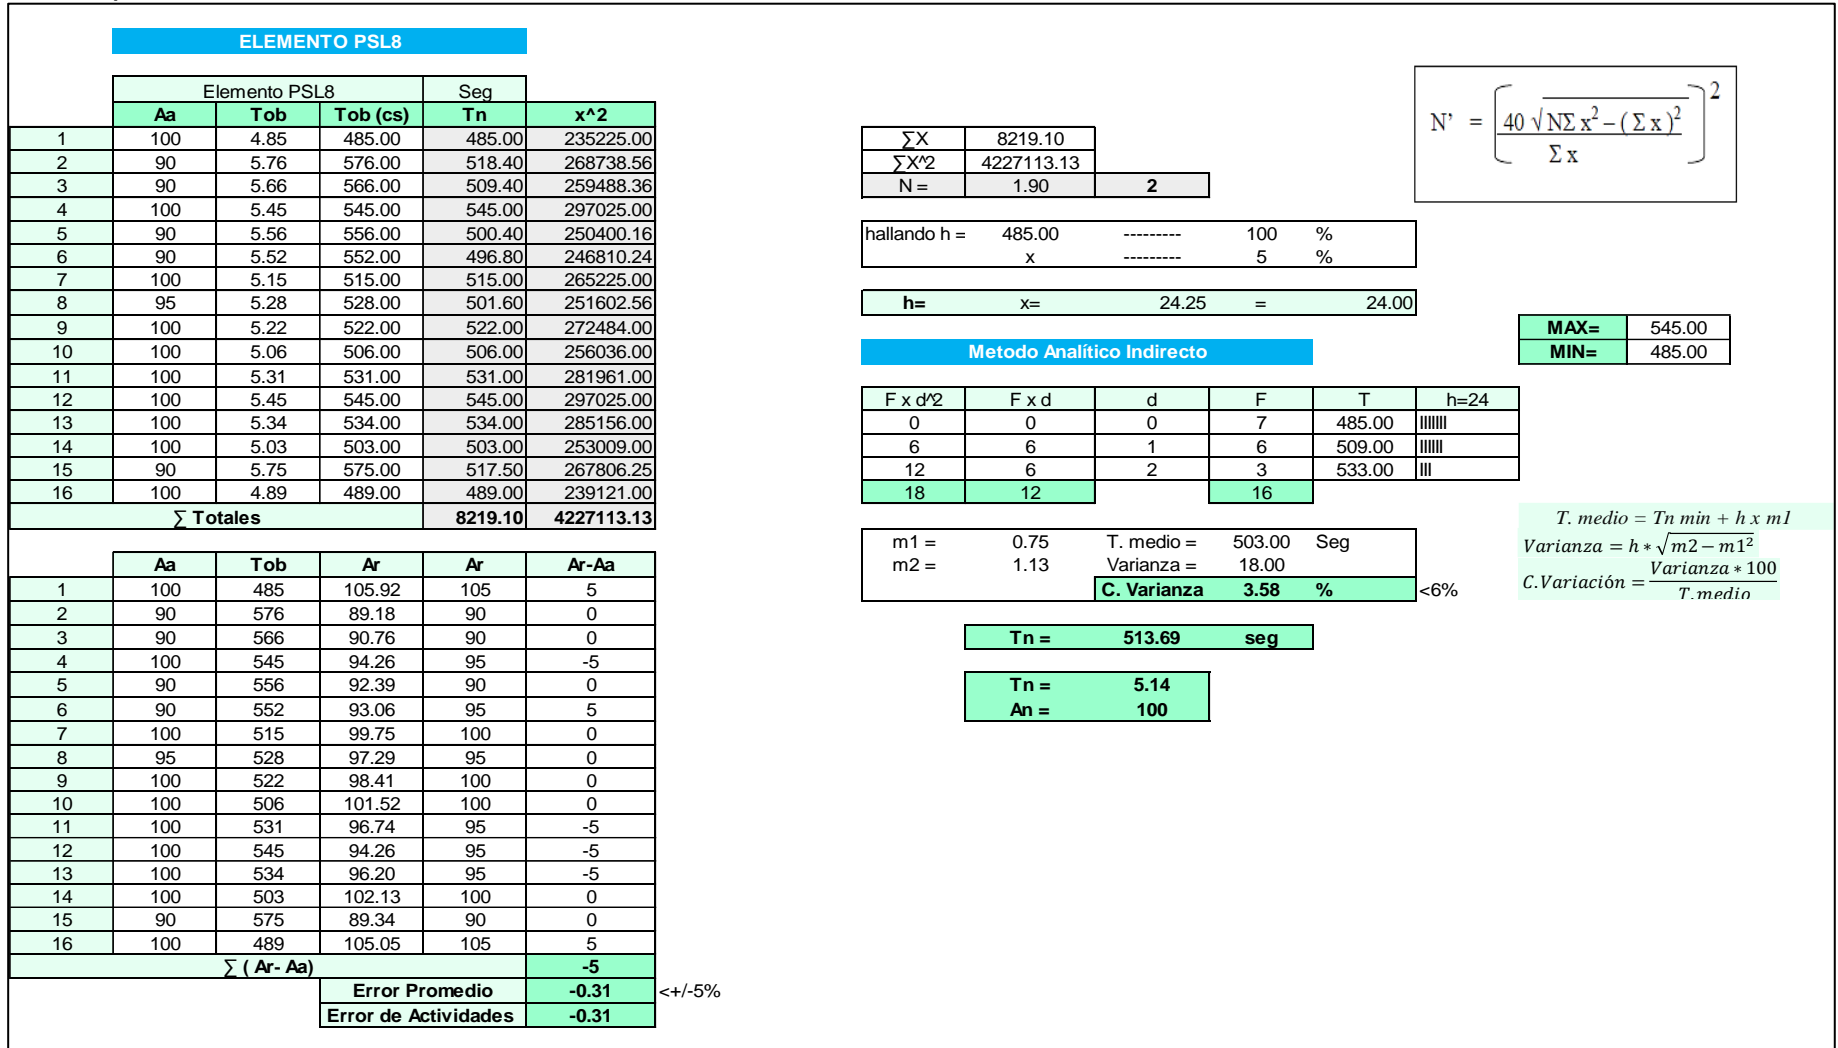 ELEMENTO PSL8
Elemento PSL8 Seg
Aa Tob Tob (cs) Tn x^2
1 100 4.85 485.00 485.00 235225.00
2 90 5.76 576.00 518.40 268738.56
3 90 5.66 566.00 509.40 259488.36
4 100 5.45 545.00 545.00 297025.00
5 90 5.56 556.00 500.40 250400.16
6 90 5.52 552.00 496.80 246810.24
7 100 5.15 515.00 515.00 265225.00
8 95 5.28 528.00 501.60 251602.56
9 100 5.22 522.00 522.00 272484.00
10 100 5.06 506.00 506.00 256036.00
11 100 5.31 531.00 531.00 281961.00
12 100 5.45 545.00 545.00 297025.00
13 100 5.34 534.00 534.00 285156.00
14 100 5.03 503.00 503.00 253009.00
15 90 5.75 575.00 517.50 267806.25
16 100 4.89 489.00 489.00 239121.00
∑ Totales 8219.10 4227113.13
Aa Tob Ar Ar Ar-Aa
1 100 485 105.92 105 5
2 90 576 89.18 90 0
3 90 566 90.76 90 0
4 100 545 94.26 95 -5
5 90 556 92.39 90 0
6 90 552 93.06 95 5
7 100 515 99.75 100 0
8 95 528 97.29 95 0
9 100 522 98.41 100 0
10 100 506 101.52 100 0
11 100 531 96.74 95 -5
12 100 545 94.26 95 -5
13 100 534 96.20 95 -5
14 100 503 102.13 100 0
15 90 575 89.34 90 0
16 100 489 105.05 105 5
∑ ( Ar- Aa) -5
Error Promedio -0.31 <+/-5%
Error de Actividades -0.31
∑X 8219.10
∑X^2 4227113.13
N = 1.90 2
hallando h = 485.00 --------- 100 %
x --------- 5 %
h= x= 24.25 = 24.00
Metodo Analítico Indirecto
F x d^2 F x d d F T h=24
0 0 0 7 485.00 IIIIIII
6 6 1 6 509.00 IIIIII
12 6 2 3 533.00 III
18 12 16
m1 = 0.75 T. medio = 503.00 Seg
m2 = 1.13 Varianza = 18.00
C. Varianza 3.58 % <6%
Tn = 513.69 seg
Tn = 5.14
An = 100
N' = [40 √NΣ x² – ( Σ x )² / Σ x]²
MAX= 545.00
MIN= 485.00
T. medio = Tn min + h x m1
Varianza = h * √m2 − m1²
C.Variación = Varianza * 100 / T.medio